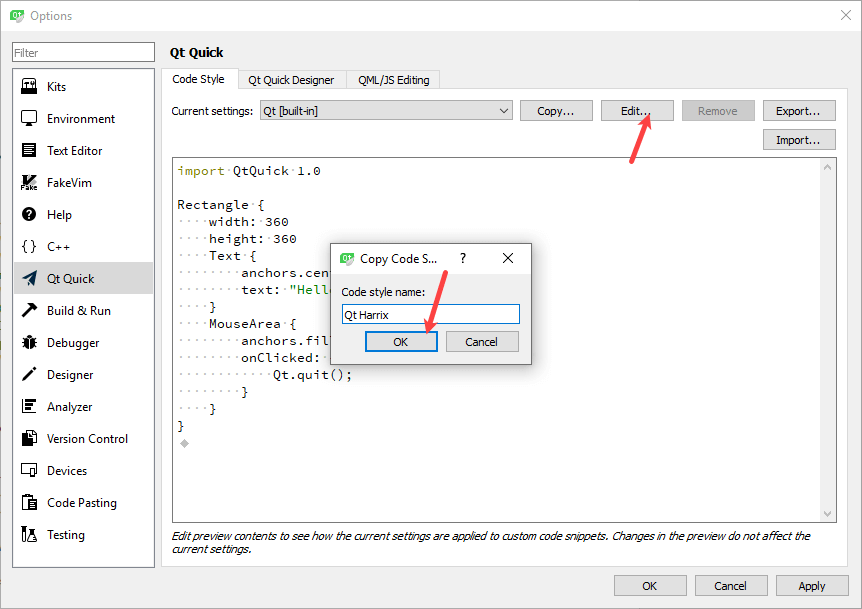 Options
Filter
Kits
Environment
Text Editor
FakeVim
Help
C++
Qt Quick
Build & Run
Debugger
Designer
Analyzer
Version Control
Devices
Code Pasting
Testing
Qt Quick
Code Style
Qt Quick Designer
QML/JS Editing
Current settings: Qt [built-in] Copy... Edit... Remove Export...
Import...
import QtQuick 1.0
Rectangle {
width: 360
height: 360
Text {
anchors.cen
text: "Hell
}
MouseArea {
anchors.fil
onClicked:
Qt.quit();
}
}
}
Copy Code S... ?
Code style name:
Qt Harrix
OK Cancel
Edit preview contents to see how the current settings are applied to custom code snippets. Changes in the preview do not affect the
current settings.
OK Cancel Apply